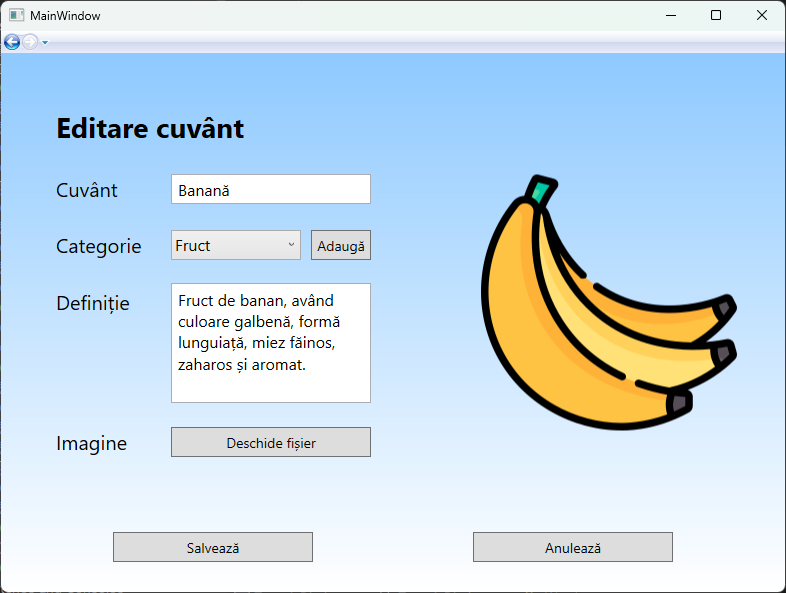 MainWindow
Editare cuvânt
Cuvânt
Banană
Categorie
Fruct
Adaugă
Definiție
Fruct de banan, având
culoare galbenă, formă
lunguiață, miez făinos,
zaharos și aromat.
Imagine
Deschide fișier
Salvează
Anulează